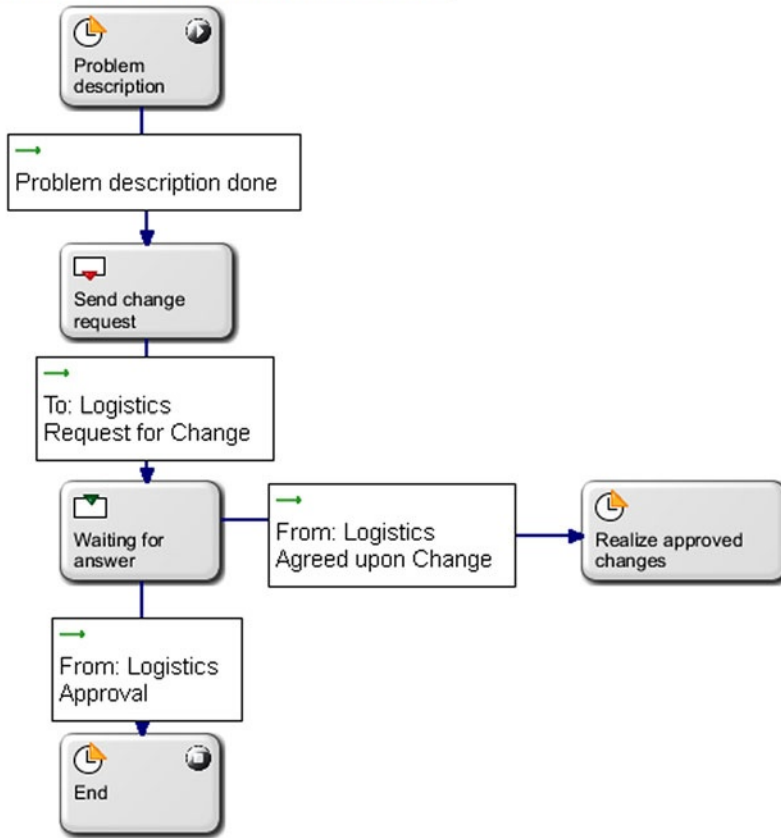 Problem
description
Problem description done
Send change
request
To: Logistics
Request for Change
Waiting for
answer
From: Logistics
Agreed upon Change
Realize approved
changes
From: Logistics
Approval
End